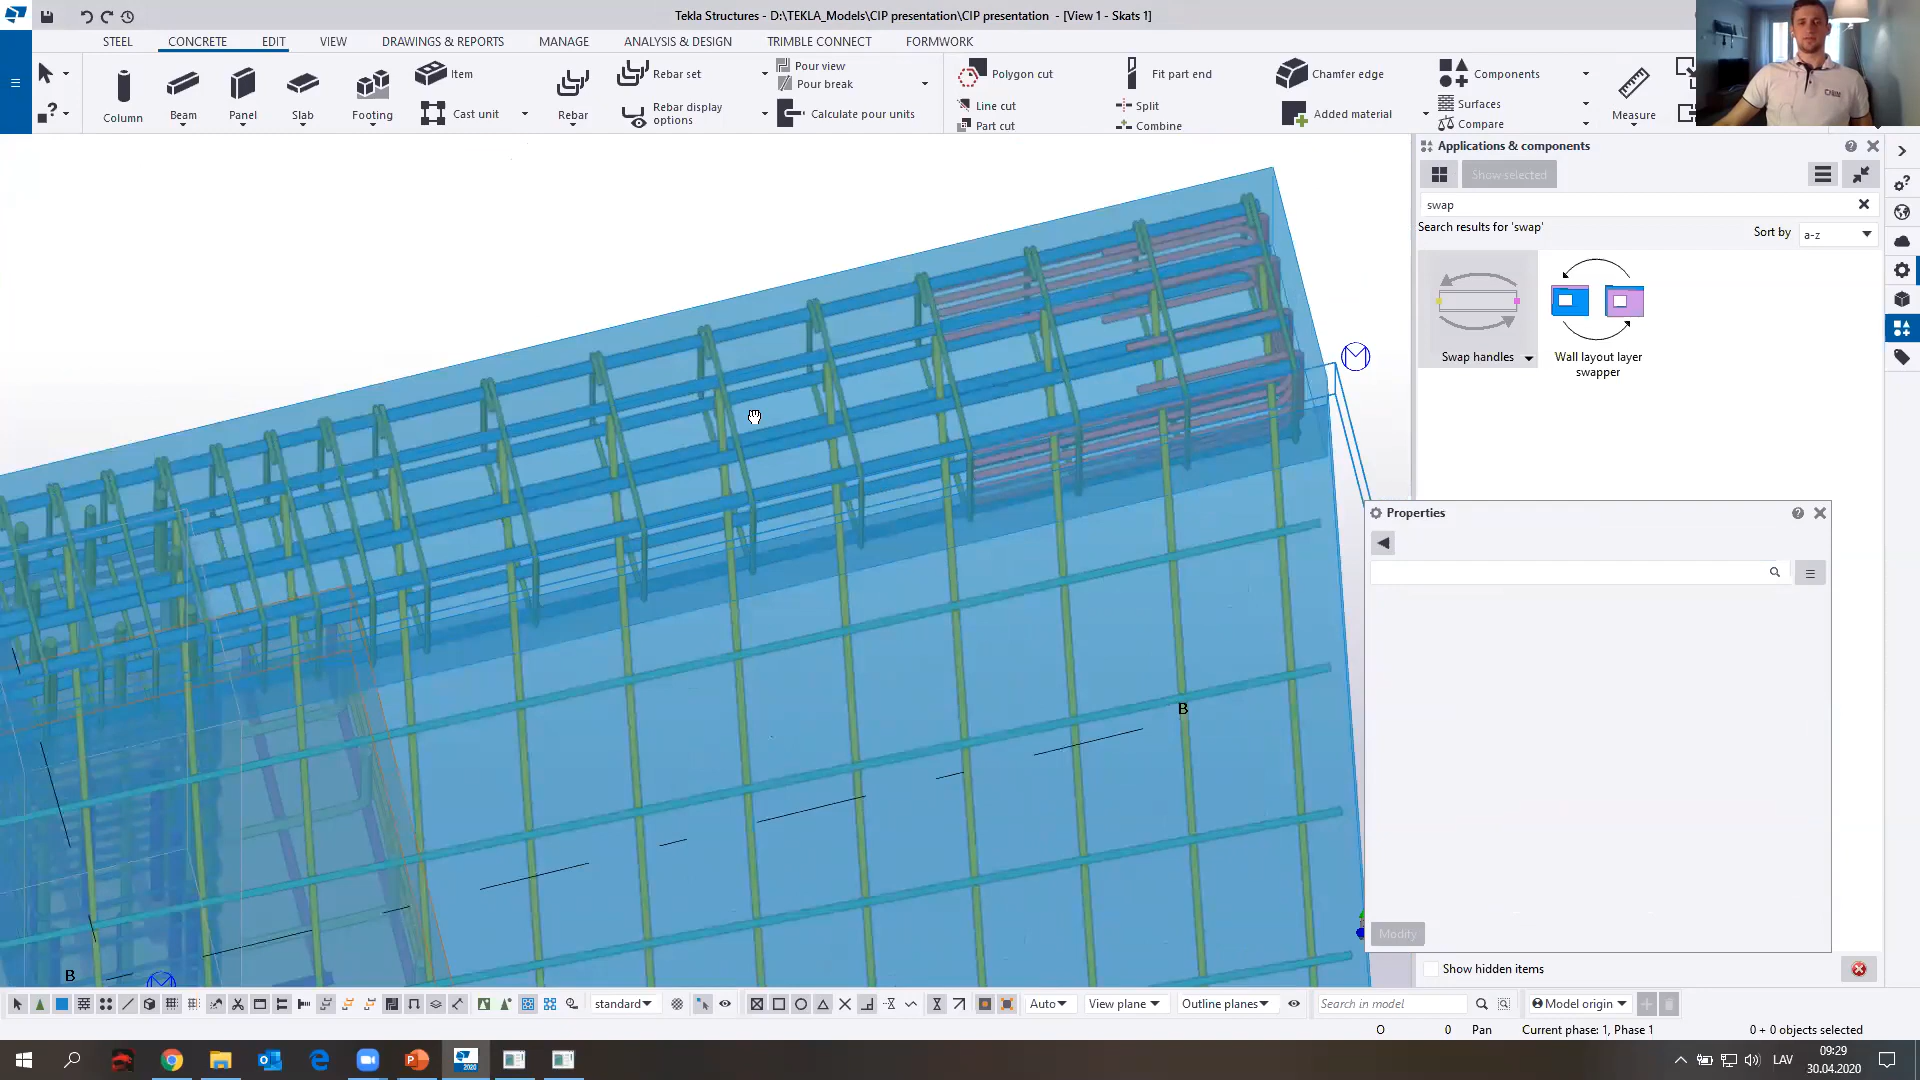 Tekla Structures - D:\TEKLA_Models\CIP presentation\CIP presentation - [View 1 - Skats 1]
STEEL CONCRETE EDIT VIEW DRAWINGS & REPORTS MANAGE ANALYSIS & DESIGN TRIMBLE CONNECT FORMWORK
Column
Beam
Panel
Slab
Footing
Item
Cast unit
Rebar
Rebar set
Rebar display
options
Pour view
Pour break
Calculate pour units
Polygon cut
Line cut
Part cut
Fit part end
Split
Combine
Chamfer edge
Added material
Components
Surfaces
Compare
Measure
Applications & components
Show selected
swap
Search results for 'swap'
Sort by
a-z
Swap handles
Wall layout layer
swapper
B
B
Properties
Modify
Show hidden items
standard
Auto
View plane
Outline planes
Search in model
Model origin
O 0 Pan Current phase: 1, Phase 1 0 + 0 objects selected
2020
LAV
09:29
30.04.2020